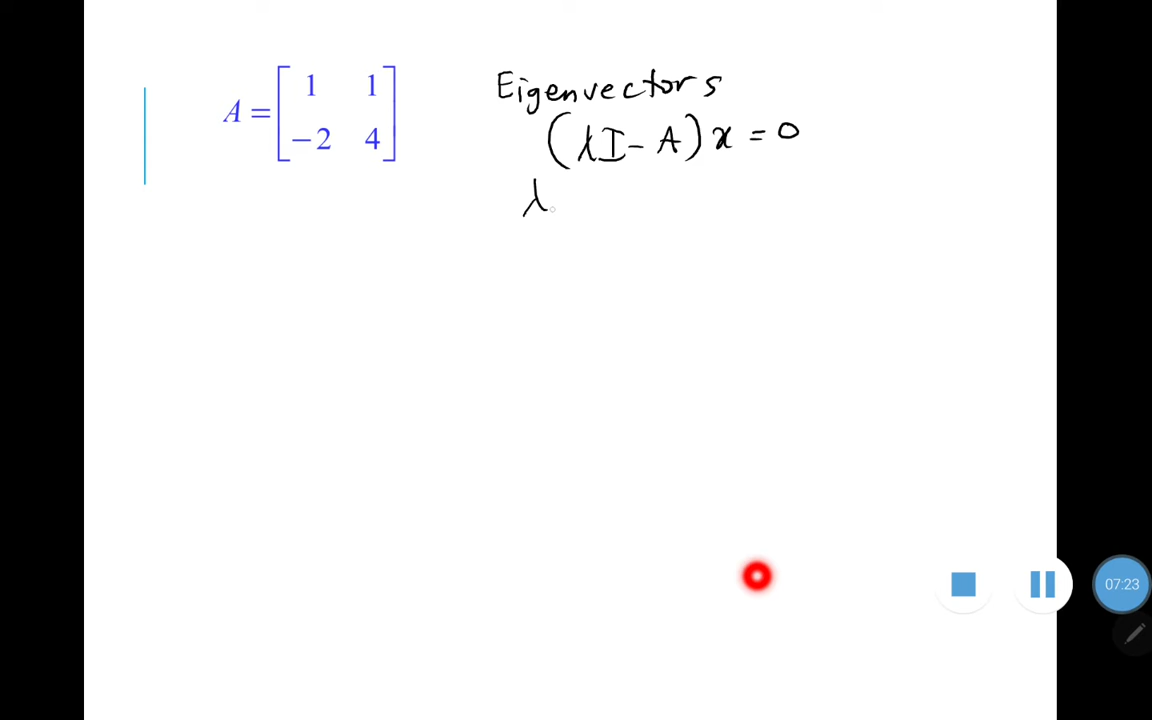 A = [1 1
−2 4]
Eigenvectors
(λI − A) x = 0
λ
07:23